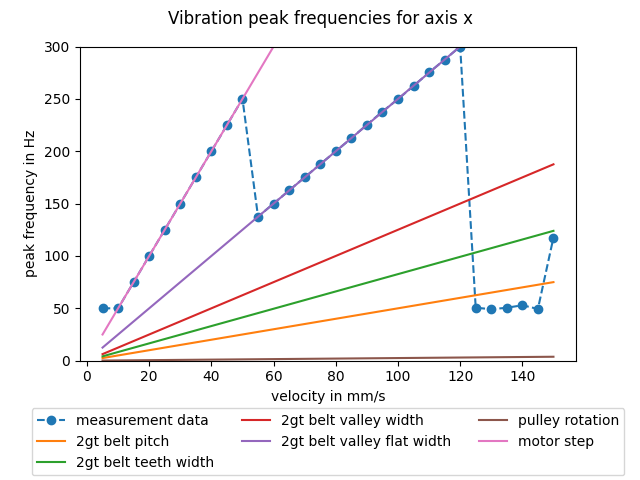 Vibration peak frequencies for axis x
300
250
200
150
100
50
0
peak frequency in Hz
0 20 40 60 80 100 120 140
velocity in mm/s
measurement data
2gt belt pitch
2gt belt teeth width
2gt belt valley width
2gt belt valley flat width
pulley rotation
motor step